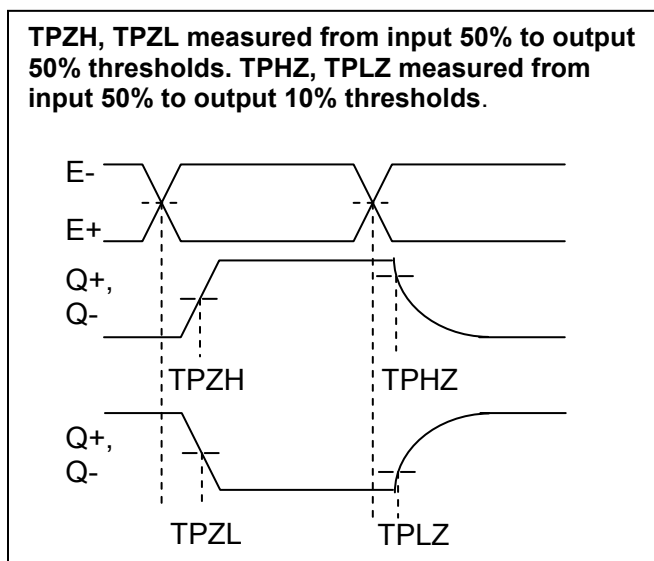 TPZH, TPZL measured from input 50% to output
50% thresholds. TPHZ, TPLZ measured from
input 50% to output 10% thresholds.
E-
E+
Q+,
Q-
TPZH
TPHZ
Q+,
Q-
TPZL
TPLZ